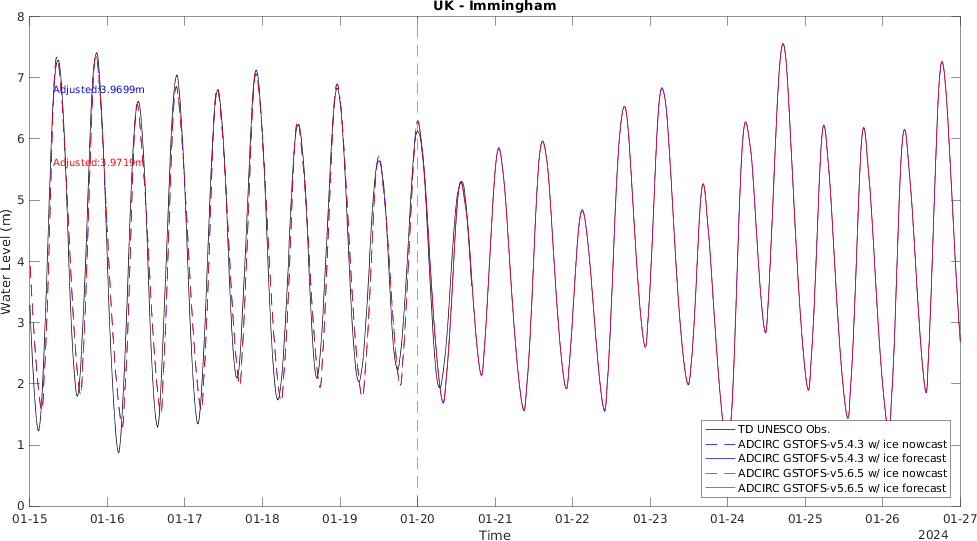 UK - Immingham
8
7
6
5
4
3
2
1
0
Adjusted:3.9699m
Adjusted:3.9719m
Water Level (m)
TD UNESCO Obs.
ADCIRC GSTOFS-v5.4.3 w/ ice nowcast
ADCIRC GSTOFS-v5.4.3 w/ ice forecast
ADCIRC GSTOFS-v5.6.5 w/ ice nowcast
ADCIRC GSTOFS-v5.6.5 w/ ice forecast
01-15 01-16 01-17 01-18 01-19 01-20 01-21 01-22 01-23 01-24 01-25 01-26 01-27
Time
2024